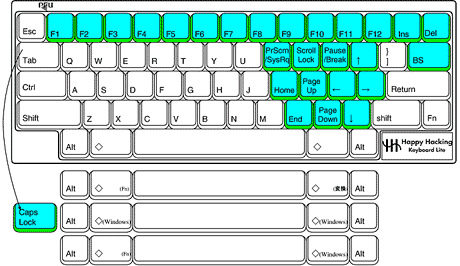 Esc F1 F2 F3 F4 F5 F6 F7 F8 F9 F10 F11 F12 Ins Del
Tab Q W E R T Y U PrScrn /SysRq Scroll Lock Pause /Break ↑ } ] BS
Ctrl A S D F G H J Home Page Up ← → Return
Shift Z X C V B N M End Page Down ↓ shift Fn
Alt ◇ ◇ Alt Happy Hacking
Keyboard Lite
Alt ◇ (Fn) ◇ (変換) Alt
Caps Lock Alt ◇(Windows) ◇(Windows) Alt
Alt ◇ (Fn) ◇(Windows) Alt